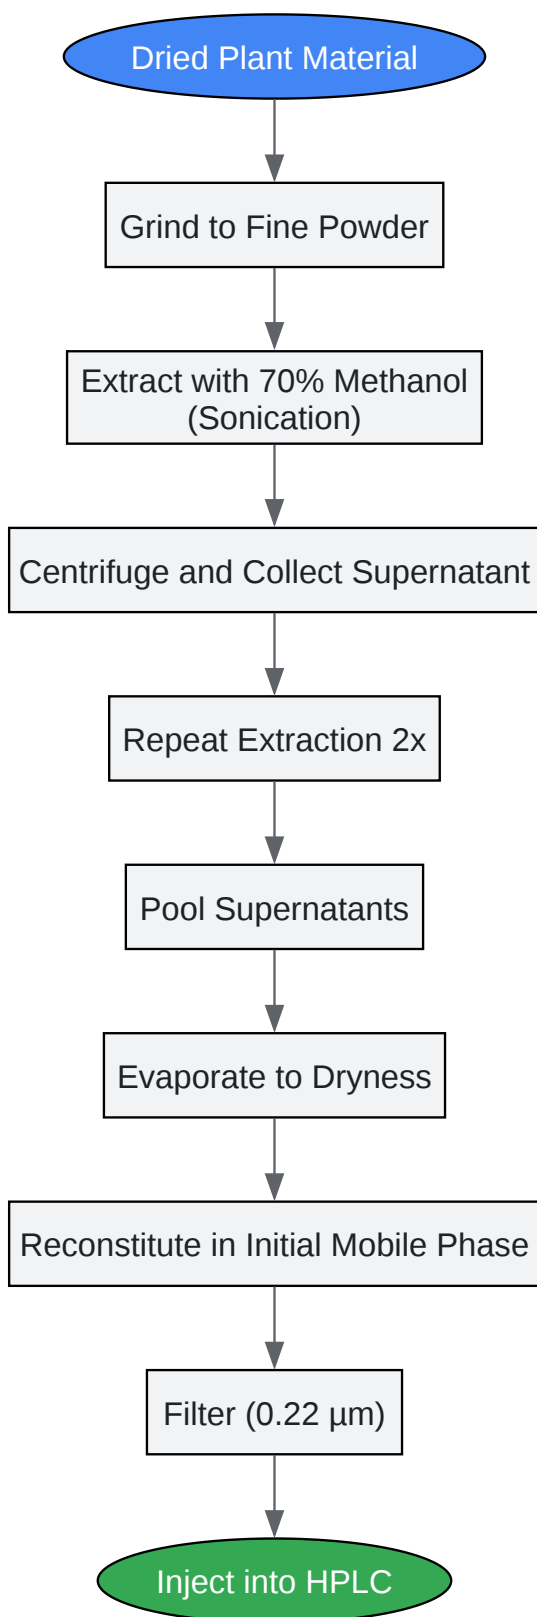 Dried Plant Material
Grind to Fine Powder
Extract with 70% Methanol
(Sonication)
Centrifuge and Collect Supernatant
Repeat Extraction 2x
Pool Supernatants
Evaporate to Dryness
Reconstitute in Initial Mobile Phase
Filter (0.22 µm)
Inject into HPLC